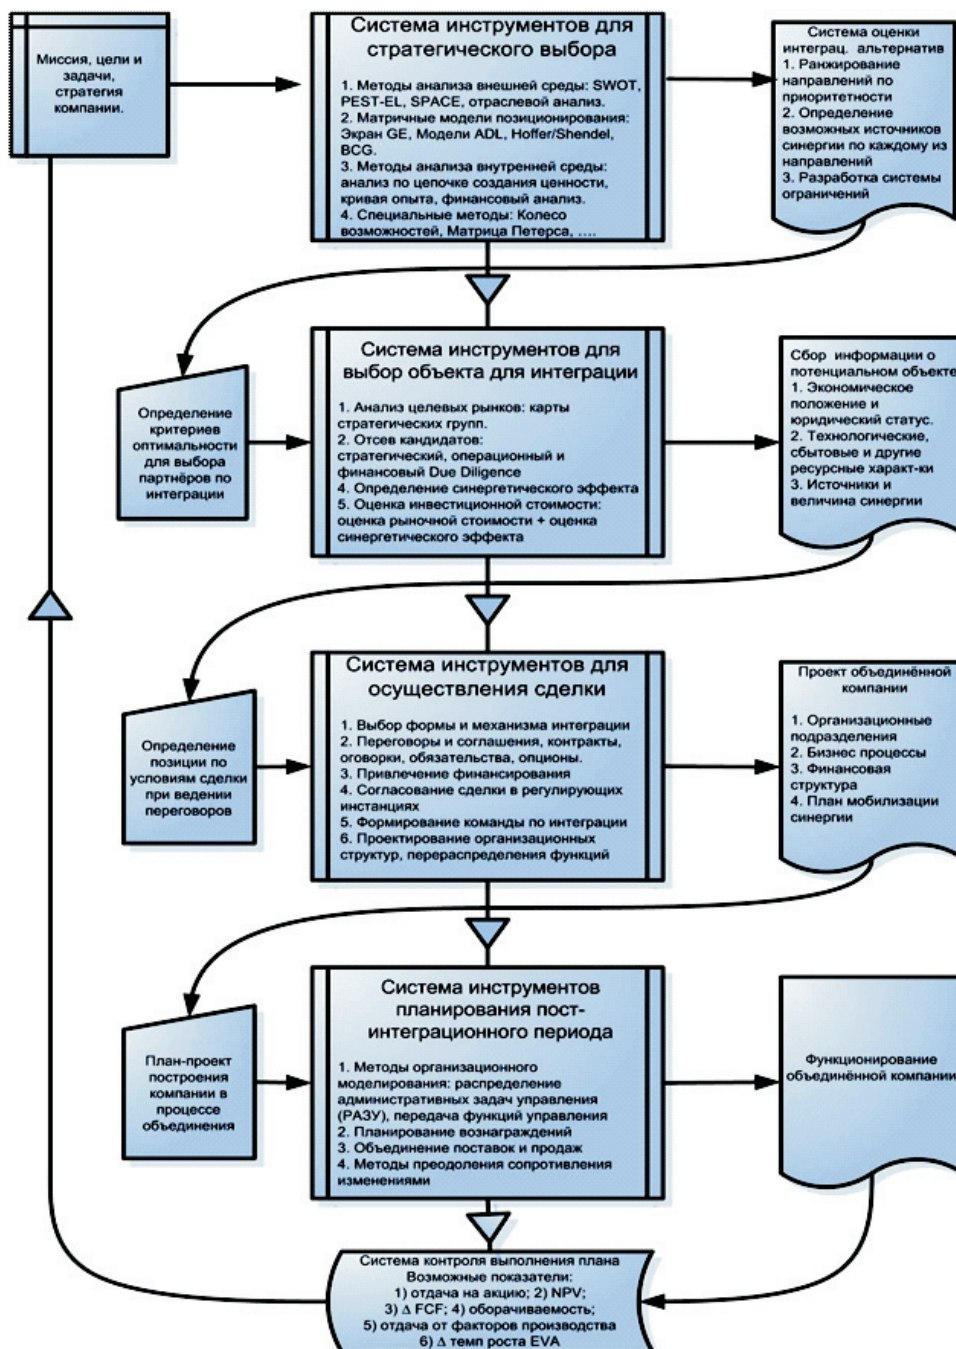 Миссия, цели и
задачи,
стратегия
компании.
Система инструментов для
стратегического выбора
1. Методы анализа внешней среды: SWOT,
PEST-EL, SPACE, отраслевой анализ.
2. Матричные модели позиционирования:
Экран GE, Модели ADL, Hoffer/Shendel,
BCG.
3. Методы анализа внутренней среды:
анализ по цепочке создания ценности,
кривая опыта, финансовый анализ.
4. Специальные методы: Колесо
возможностей, Матрица Петерса, ....
Система оценки
интеграц. альтернатив
1. Ранжирование
направлений по
приоритетности
2. Определение
возможных источников
синергии по каждому из
направлений
3. Разработка системы
ограничений
Определение
критериев
оптимальности
для выбора
партнёров по
интеграции
Система инструментов для
выбор объекта для интеграции
1. Анализ целевых рынков: карты
стратегических групп.
2. Отсев кандидатов:
стратегический, операционный и
финансовый Due Diligence
4. Определение синергетического эффекта
5. Оценка инвестиционной стоимости:
оценка рыночной стоимости + оценка
синергетического эффекта
Сбор информации о
потенциальном объекте
1. Экономическое
положение и
юридический статус.
2. Технологические,
сбытовые и другие
ресурсные характ-ки
3. Источники и
величина синергии
Определение
позиции по
условиям сделки
при ведении
переговоров
Система инструментов для
осуществления сделки
1. Выбор формы и механизма интеграции
2. Переговоры и соглашения, контракты,
оговорки, обязательства, опционы.
3. Привлечение финансирования
4. Согласование сделки в регулирующих
инстанциях
5. Формирование команды по интеграции
6. Проектирование организационных
структур, перераспределения функций
Проект объединённой
компании
1. Организационные
подразделения
2. Бизнес процессы
3. Финансовая
структура
4. План мобилизации
синергии
План-проект
построения
компании в
процессе
объединения
Система инструментов
планирования пост-
интеграционного периода
1. Методы организационного
моделирования: распределение
административных задач управления
(РАЗУ), передача функций управления
2. Планирование вознаграждений
3. Объединение поставок и продаж
4. Методы преодоления сопротивления
изменениями
Функционирование
объединённой компании
Система контроля выполнения плана
Возможные показатели:
1) отдача на акцию; 2) NPV;
3) Δ FCF; 4) оборачиваемость;
5) отдача от факторов производства
6) Δ темп роста EVA